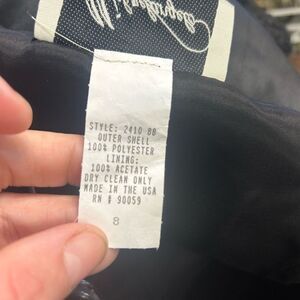 STYLE: 2410 88
OUTER SHELL
100% POLYESTER
LINING:
100% ACETATE
DRY CLEAN ONLY
MADE IN THE USA
RN # 90059
8